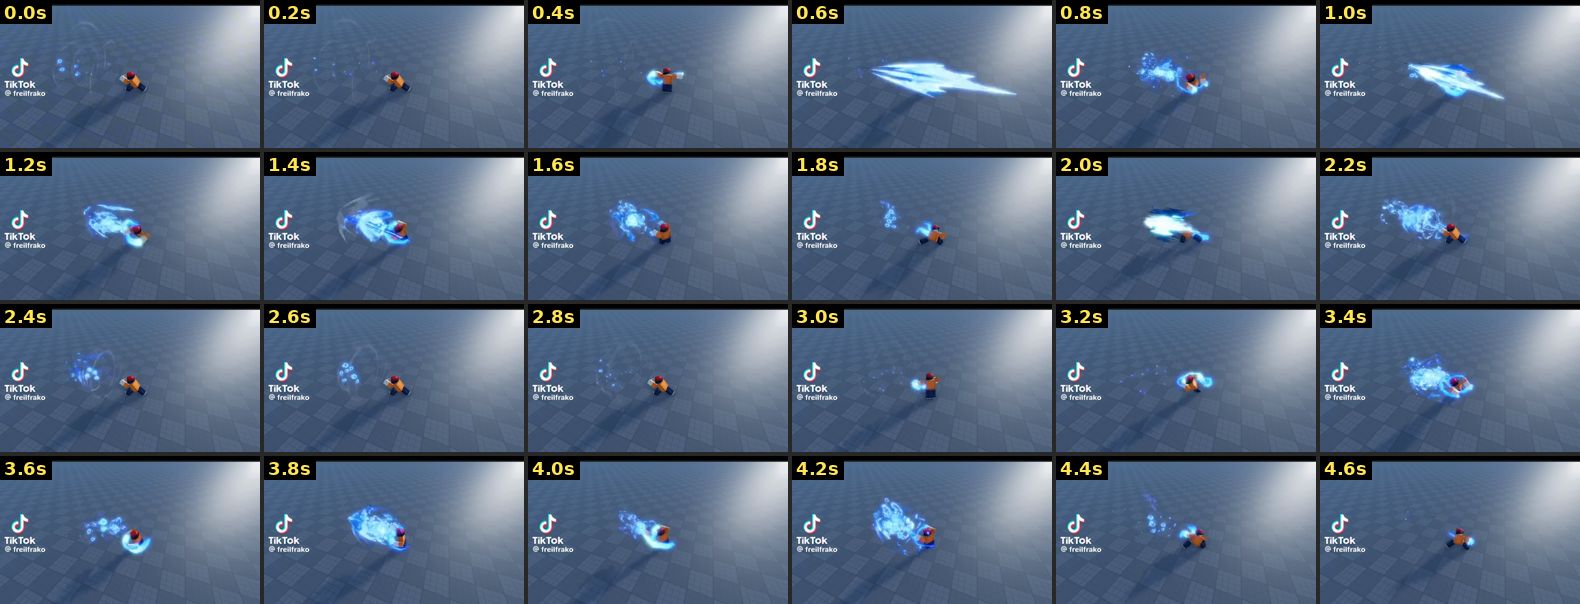 0.0s
TikTok
@ freilfrako
0.2s
TikTok
@ freilfrako
0.4s
TikTok
@ freilfrako
0.6s
TikTok
@ freilfrako
0.8s
TikTok
@ freilfrako
1.0s
TikTok
@ freilfrako
1.2s
TikTok
@ freilfrako
1.4s
TikTok
@ freilfrako
1.6s
TikTok
@ freilfrako
1.8s
TikTok
@ freilfrako
2.0s
TikTok
@ freilfrako
2.2s
TikTok
@ freilfrako
2.4s
TikTok
@ freilfrako
2.6s
TikTok
@ freilfrako
2.8s
TikTok
@ freilfrako
3.0s
TikTok
@ freilfrako
3.2s
TikTok
@ freilfrako
3.4s
TikTok
@ freilfrako
3.6s
TikTok
@ freilfrako
3.8s
TikTok
@ freilfrako
4.0s
TikTok
@ freilfrako
4.2s
TikTok
@ freilfrako
4.4s
TikTok
@ freilfrako
4.6s
TikTok
@ freilfrako